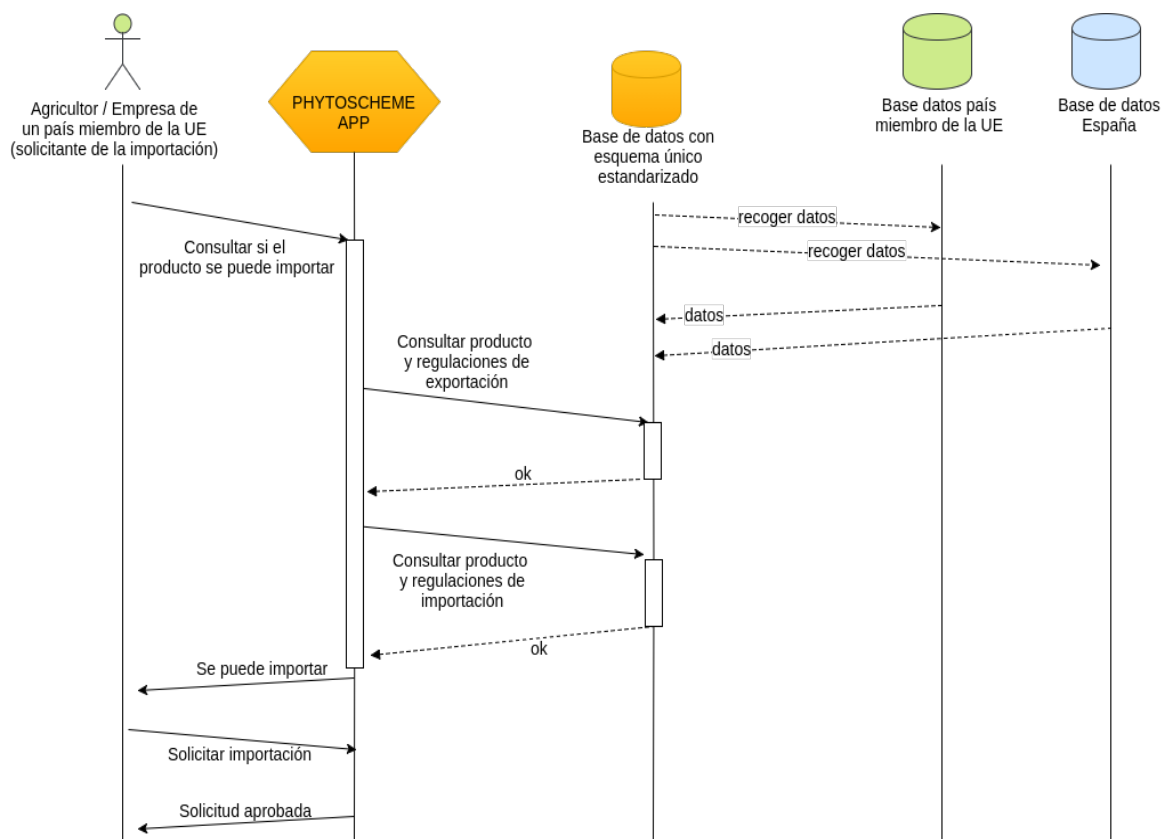 Agricultor / Empresa de
un país miembro de la UE
(solicitante de la importación)
PHYTOSCHEME
APP
Base de datos con
esquema único
estandarizado
Base datos país
miembro de la UE
Base de datos
España
recoger datos
Consultar si el
producto se puede importar
recoger datos
datos
datos
Consultar producto
y regulaciones de
exportación
ok
Consultar producto
y regulaciones de
importación
ok
Se puede importar
Solicitar importación
Solicitud aprobada